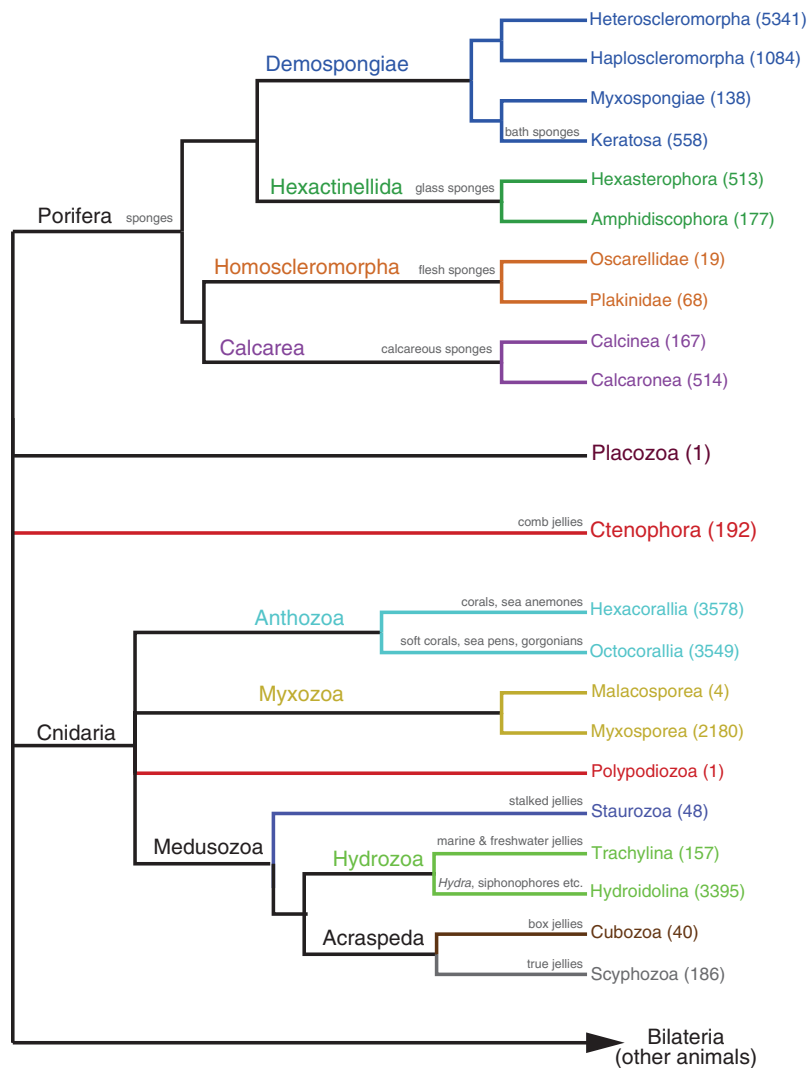 Heteroscleromorpha (5341)
Demospongiae
Haploscleromorpha (1084)
Myxospongiae (138)
bath sponges
Keratosa (558)
Hexactinellida
glass sponges
Hexasterophora (513)
Porifera
sponges
Amphidiscophora (177)
Homoscleromorpha
flesh sponges
Oscarellidae (19)
Plakinidae (68)
Calcarea
calcareous sponges
Calcinea (167)
Calcaronea (514)
Placozoa (1)
comb jellies
Ctenophora (192)
Anthozoa
corals, sea anemones
Hexacorallia (3578)
soft corals, sea pens, gorgonians
Octocorallia (3549)
Myxozoa
Malacosporea (4)
Cnidaria
Myxosporea (2180)
Polypodiozoa (1)
stalked jellies
Staurozoa (48)
Medusozoa
Hydrozoa
marine & freshwater jellies
Trachylina (157)
Hydra, siphonophores etc.
Hydroidolina (3395)
Acraspeda
box jellies
Cubozoa (40)
true jellies
Scyphozoa (186)
Bilateria
(other animals)